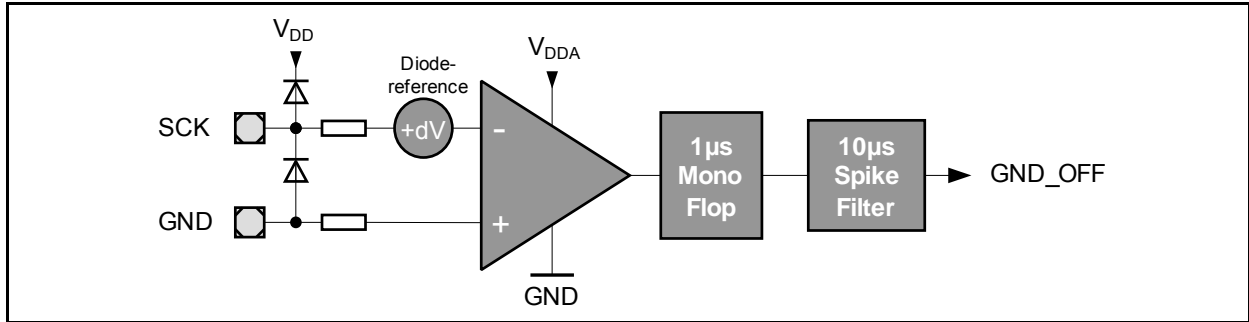 VDD
Diode-
reference
VDDA
SCK
+dV
-
1µs
Mono
Flop
10µs
Spike
Filter
GND_OFF
GND
+
GND